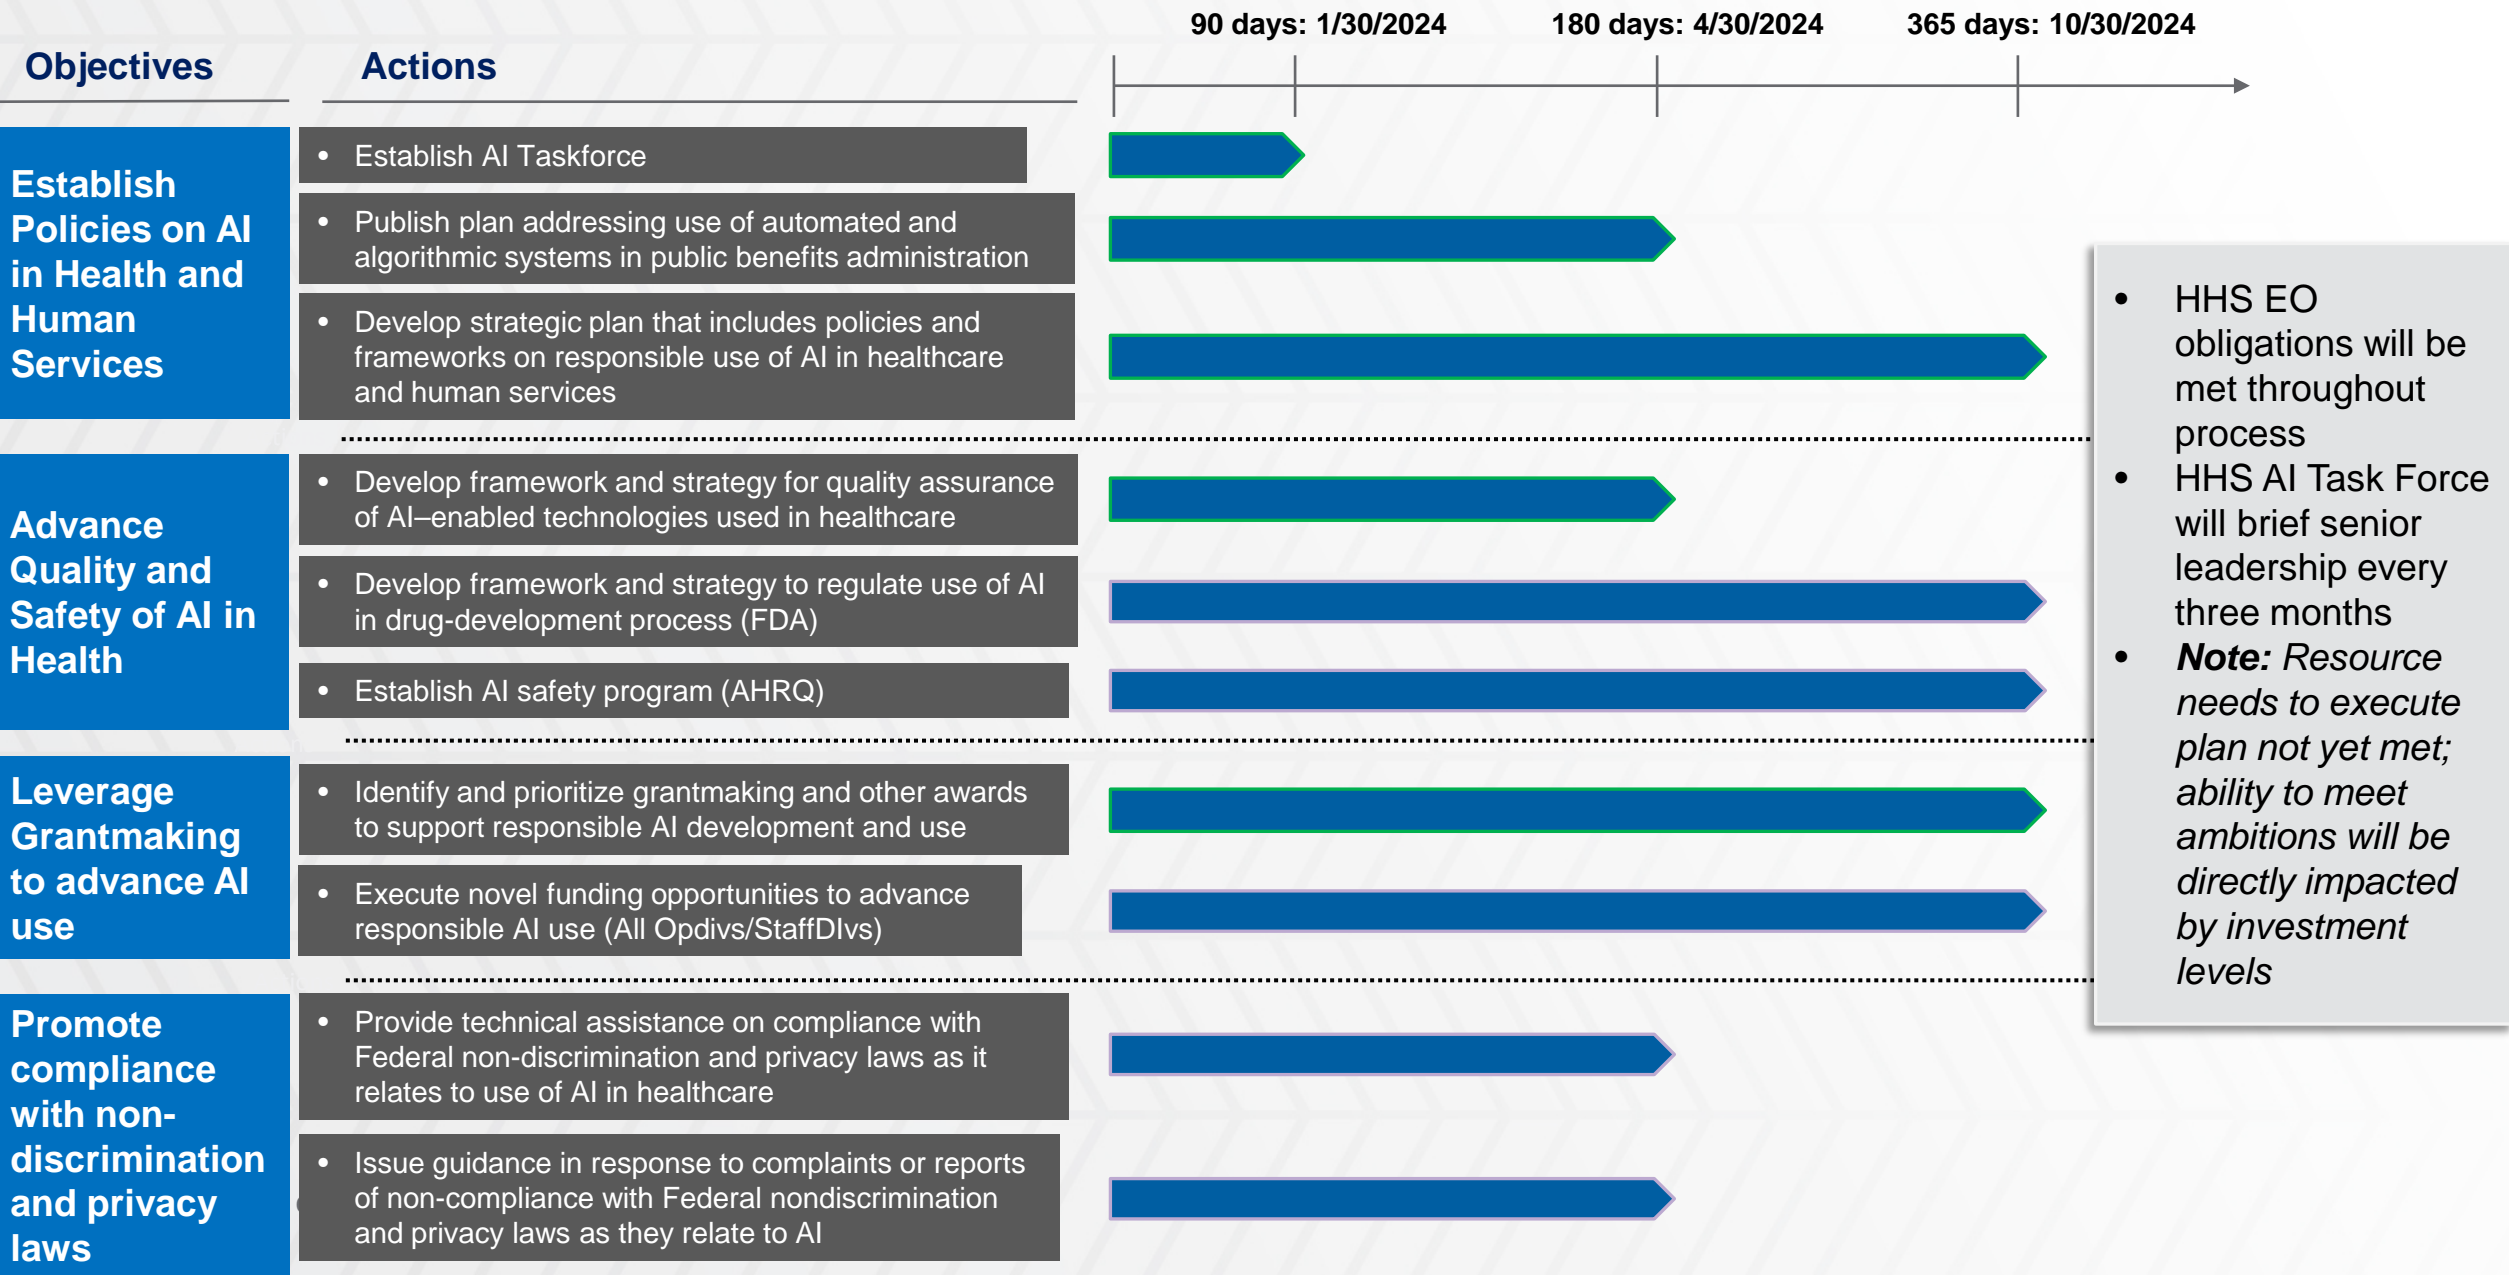 90 days: 1/30/2024
180 days: 4/30/2024
365 days: 10/30/2024
Objectives
Actions
Establish
Policies on AI
in Health and
Human
Services
• Establish AI Taskforce
• Publish plan addressing use of automated and
algorithmic systems in public benefits administration
• Develop strategic plan that includes policies and
frameworks on responsible use of AI in healthcare
and human services
Advance
Quality and
Safety of AI in
Health
• Develop framework and strategy for quality assurance
of AI–enabled technologies used in healthcare
• Develop framework and strategy to regulate use of AI
in drug-development process (FDA)
• Establish AI safety program (AHRQ)
Leverage
Grantmaking
to advance AI
use
• Identify and prioritize grantmaking and other awards
to support responsible AI development and use
• Execute novel funding opportunities to advance
responsible AI use (All Opdivs/StaffDIvs)
Promote
compliance
with non-
discrimination
and privacy
laws
• Provide technical assistance on compliance with
Federal non-discrimination and privacy laws as it
relates to use of AI in healthcare
• Issue guidance in response to complaints or reports
of non-compliance with Federal nondiscrimination
and privacy laws as they relate to AI
• HHS EO
obligations will be
met throughout
process
• HHS AI Task Force
will brief senior
leadership every
three months
• Note: Resource
needs to execute
plan not yet met;
ability to meet
ambitions will be
directly impacted
by investment
levels